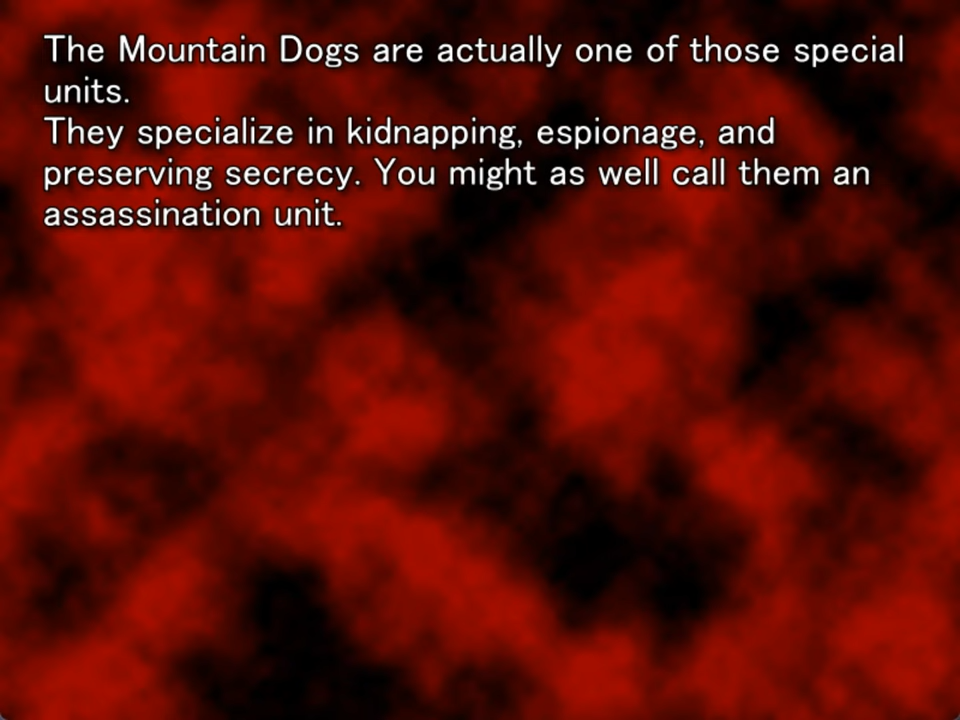 The Mountain Dogs are actually one of those special
units.
They specialize in kidnapping, espionage, and
preserving secrecy. You might as well call them an
assassination unit.